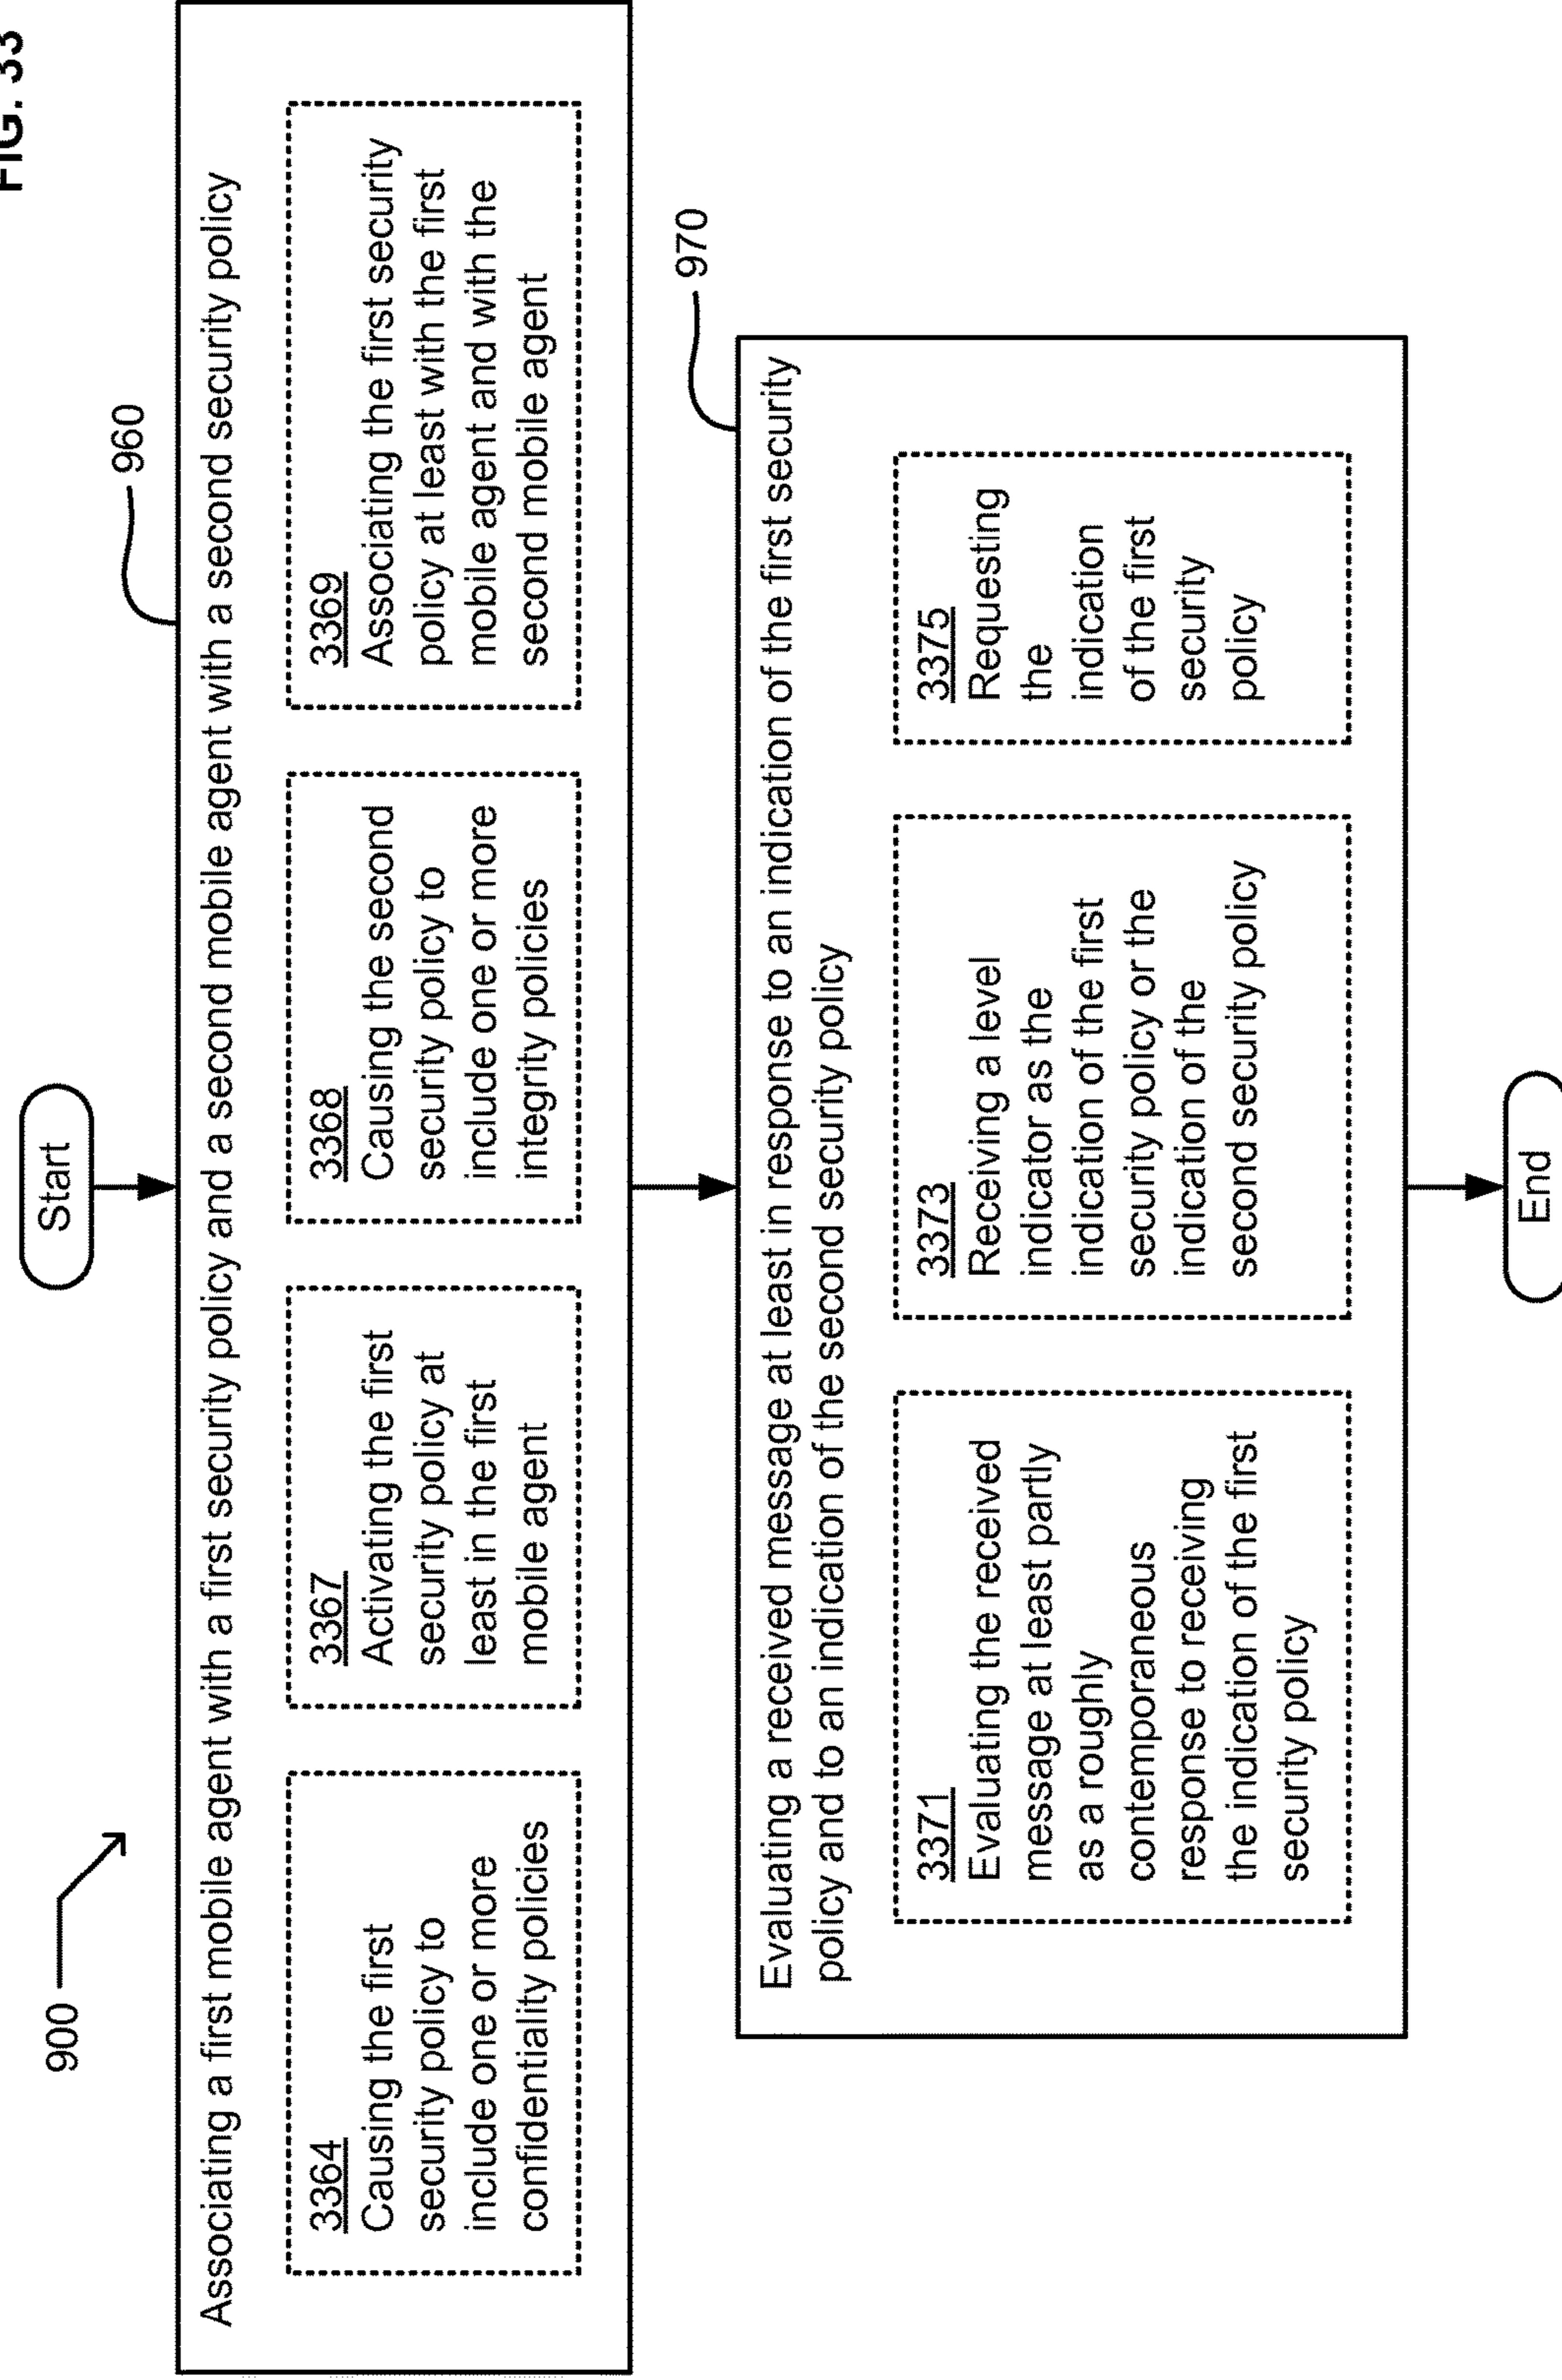 FIG. 33
900
Start
960
Associating a first mobile agent with a first security policy and a second mobile agent with a second security policy
3364
Causing the first
security policy to
include one or more
confidentiality policies
3367
Activating the first
security policy at
least in the first
mobile agent
3368
Causing the second
security policy to
include one or more
integrity policies
3369
Associating the first security
policy at least with the first
mobile agent and with the
second mobile agent
970
Evaluating a received message at least in response to an indication of the first security
policy and to an indication of the second security policy
3371
Evaluating the received
message at least partly
as a roughly
contemporaneous
response to receiving
the indication of the first
security policy
3373
Receiving a level
indicator as the
indication of the first
security policy or the
indication of the
second security policy
3375
Requesting
the
indication
of the first
security
policy
End